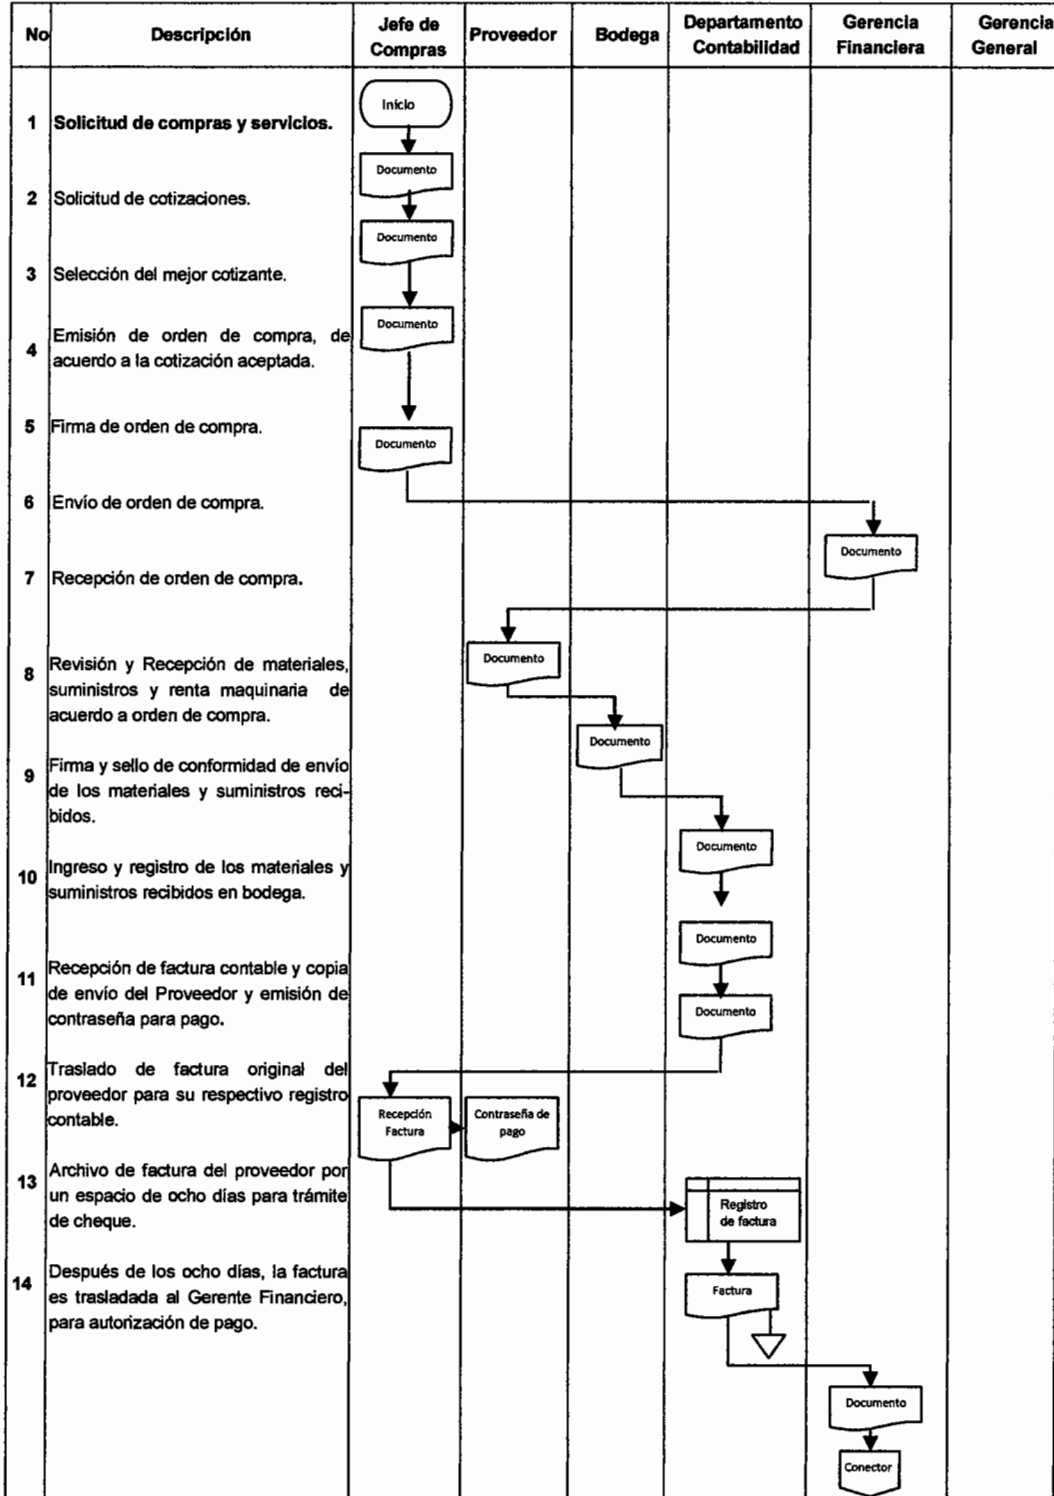 No Descripción Jefe de Compras Proveedor Bodega Departamento Contabilidad Gerencia Financiera Gerencia General
Inicio
1 Solicitud de compras y servicios.
Documento
2 Solicitud de cotizaciones.
Documento
3 Selección del mejor cotizante.
Documento
4 Emisión de orden de compra, de
acuerdo a la cotización aceptada.
5 Firma de orden de compra.
Documento
6 Envío de orden de compra.
Documento
7 Recepción de orden de compra.
Documento
8 Revisión y Recepción de materiales,
suministros y renta maquinaria de
acuerdo a orden de compra.
Documento
9 Firma y sello de conformidad de envío
de los materiales y suministros reci-
bidos.
Documento
10 Ingreso y registro de los materiales y
suministros recibidos en bodega.
Documento
11 Recepción de factura contable y copia
de envío del Proveedor y emisión de
contraseña para pago.
Documento
12 Traslado de factura original del
proveedor para su respectivo registro
contable.
Recepción
Factura
Contraseña de
pago
13 Archivo de factura del proveedor por
un espacio de ocho días para trámite
de cheque.
Registro
de factura
14 Después de los ocho días, la factura
es trasladada al Gerente Financiero,
para autorización de pago.
Factura
Documento
Conector